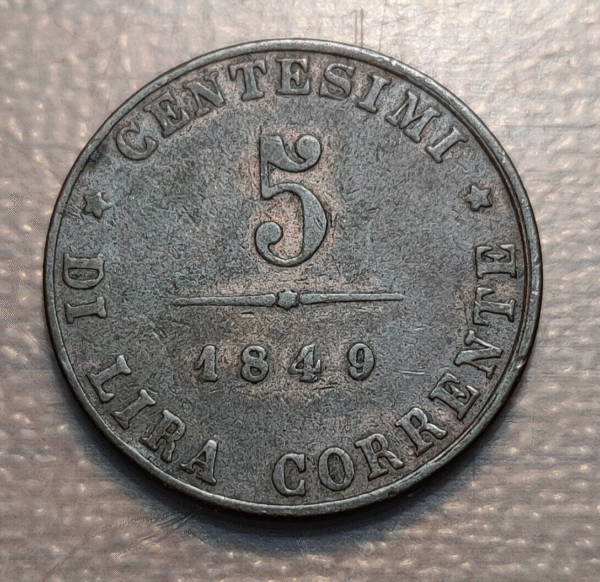 CENTESIMI
5
1849
DI LIRA CORRENTE